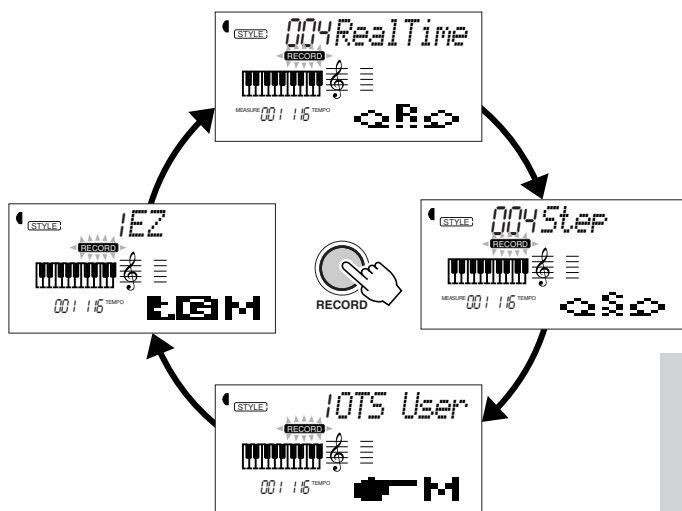 STYLE 004RealTime
RECORD
MEASURE 001 116 TEMPO
R
STYLE 1EZ
RECORD
001 116 TEMPO
M
STYLE 004Step
RECORD
MEASURE 001 116 TEMPO
S
RECORD
STYLE 1OTS User
RECORD
001 116 TEMPO
M